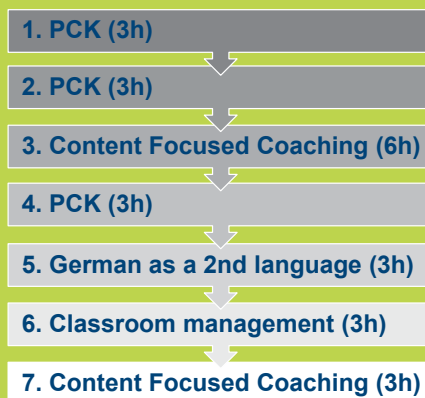 1. PCK (3h)
2. PCK (3h)
3. Content Focused Coaching (6h)
4. PCK (3h)
5. German as a 2nd language (3h)
6. Classroom management (3h)
7. Content Focused Coaching (3h)